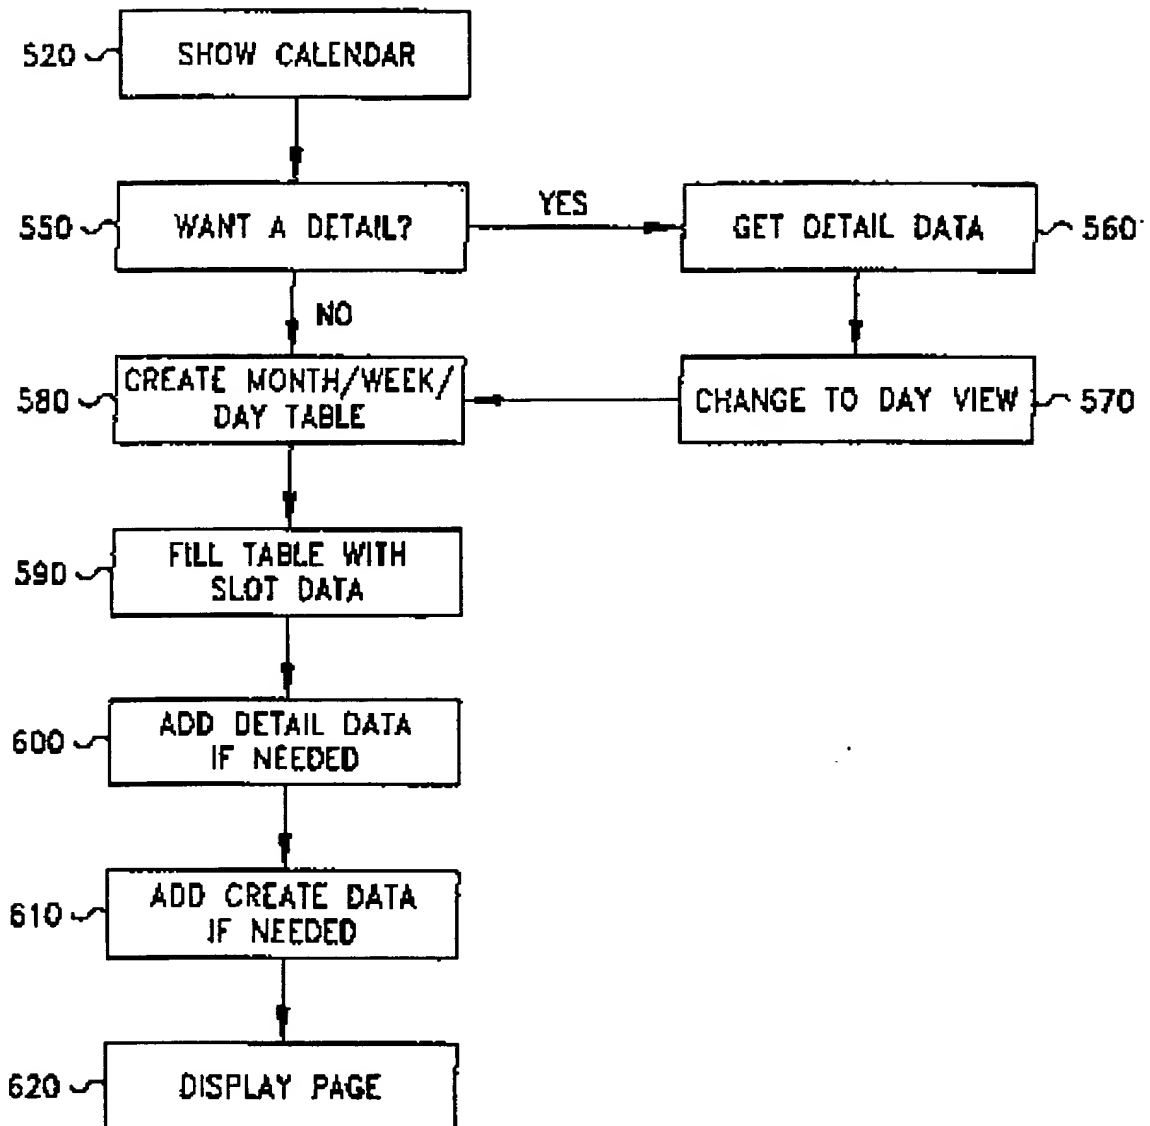 520 SHOW CALENDAR
550 WANT A DETAIL?
YES
GET DETAIL DATA 560
NO
580 CREATE MONTH/WEEK/
DAY TABLE
CHANGE TO DAY VIEW 570
590 FILL TABLE WITH
SLOT DATA
600 ADD DETAIL DATA
IF NEEDED
610 ADD CREATE DATA
IF NEEDED
620 DISPLAY PAGE